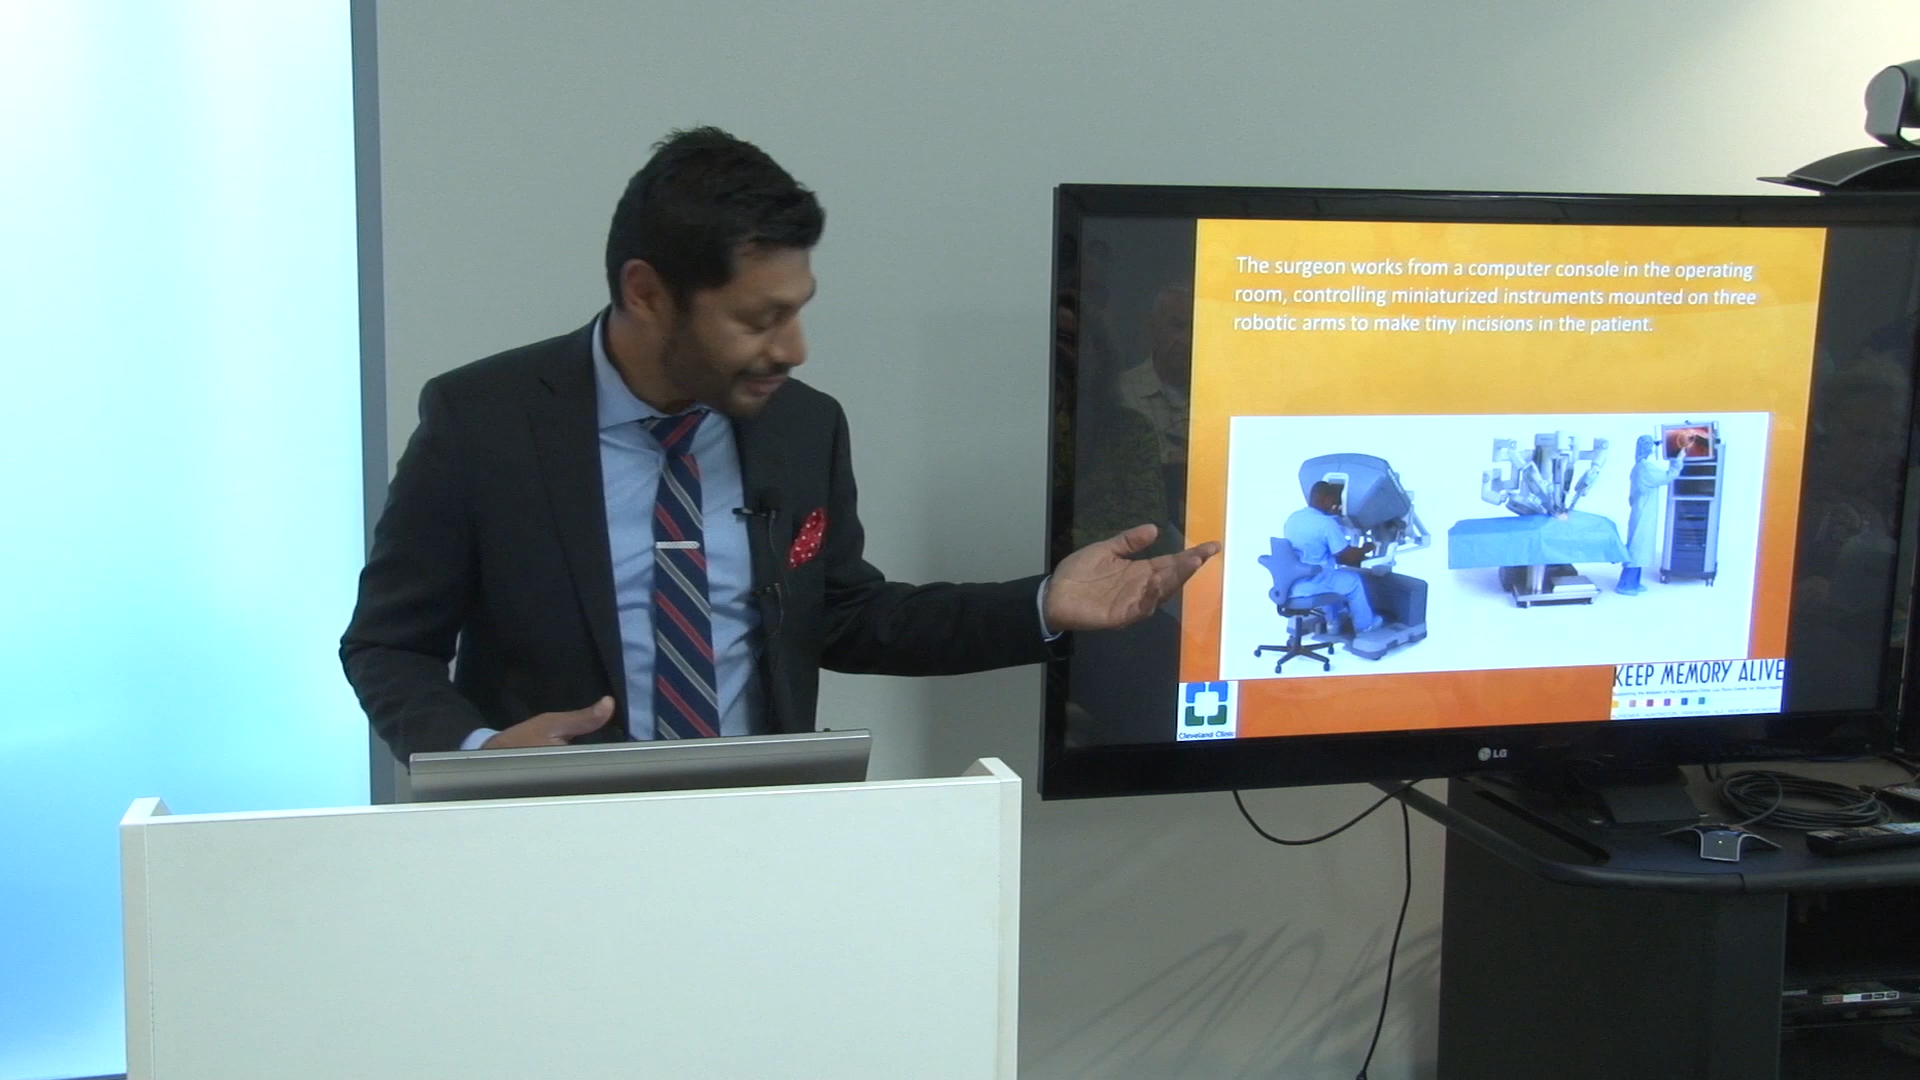 The surgeon works from a computer console in the operating
room, controlling miniaturized instruments mounted on three
robotic arms to make tiny incisions in the patient.
KEEP MEMORY ALIVE
Cleveland Clinic
LG